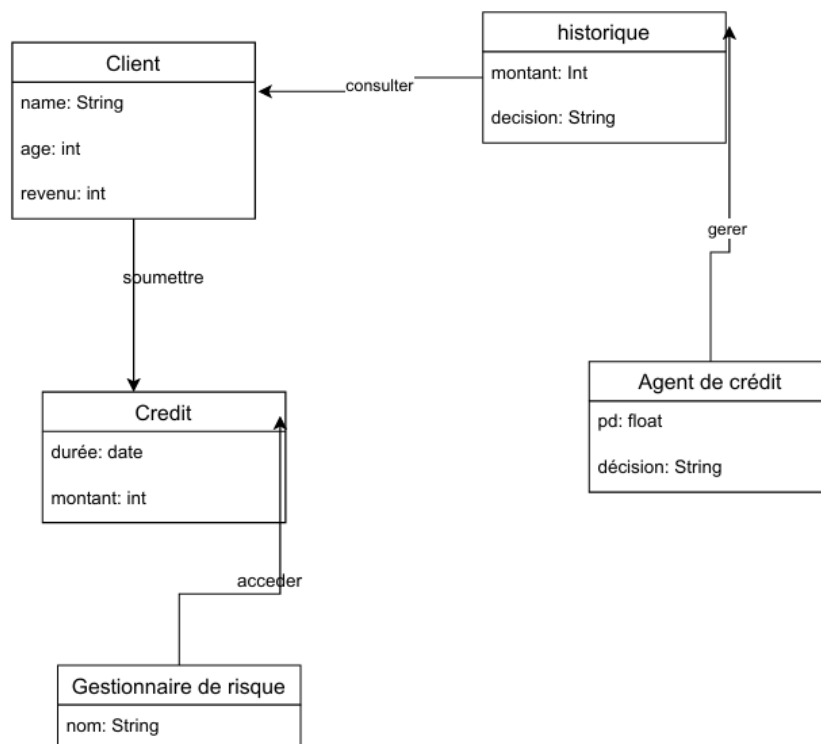 Client
name: String
age: int
revenu: int
consulter
historique
montant: Int
decision: String
soumettre
gerer
Credit
durée: date
montant: int
Agent de crédit
pd: float
décision: String
acceder
Gestionnaire de risque
nom: String